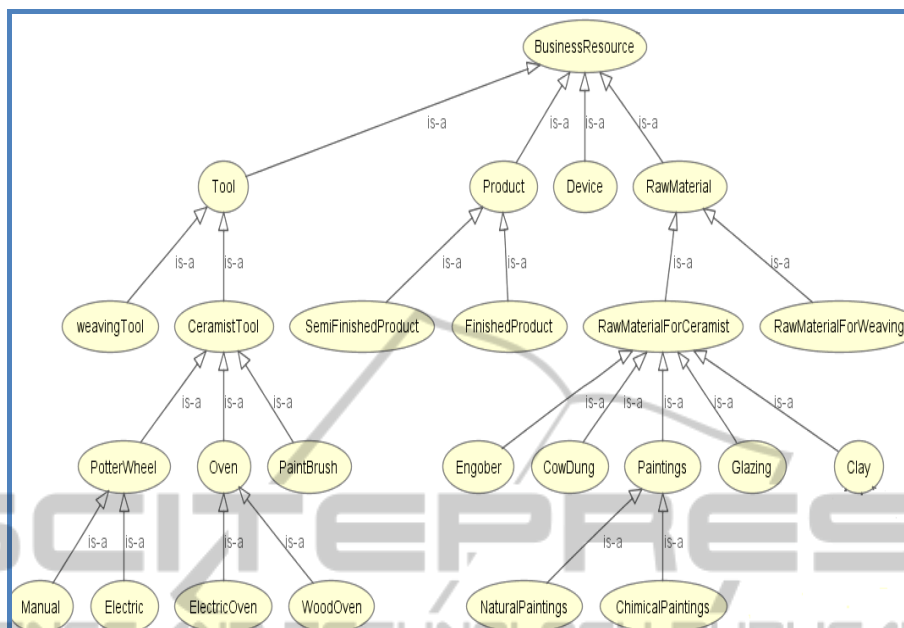 BusinessResource
is-a is-a is-a is-a
Tool Product Device RawMaterial
is-a is-a is-a is-a is-a is-a
weavingTool CeramistTool SemiFinishedProduct FinishedProduct RawMaterialForCeramist RawMaterialForWeaving
is-a is-a is-a is-a is-a is-a is-a is-a
PotterWheel Oven PaintBrush Engober CowDung Paintings Glazing Clay
SCITEPRESS
is-a is-a is-a is-a is-a is-a
Manual Electric ElectricOven WoodOven NaturalPaintings ChimicalPaintings